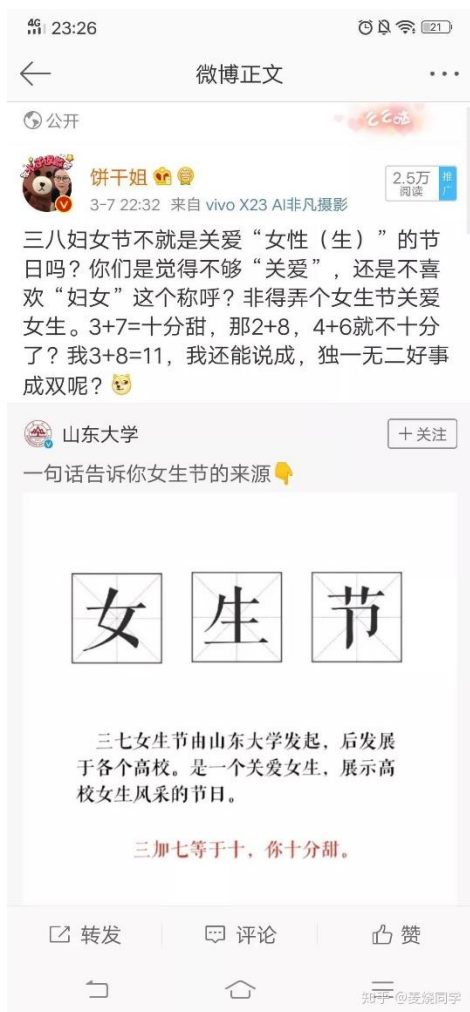 4G 23:26 21
微博正文
公开
么么哒
饼干姐
2.5万
阅读
推广
3-7 22:32 来自 vivo X23 AI非凡摄影
三八妇女节不就是关爱“女性（生）”的节
日吗？你们是觉得不够“关爱”，还是不喜
欢“妇女”这个称呼？非得弄个女生节关爱
女生。3+7=十分甜，那2+8，4+6就不十分
了？我3+8=11，我还能说成，独一无二好事
成双呢？
山东大学
＋关注
一句话告诉你女生节的来源
女 生 节
三七女生节由山东大学发起，后发展
于各个高校。是一个关爱女生，展示高
校女生风采的节日。
三加七等于十，你十分甜。
转发 评论 赞
知乎 @姜烧同学